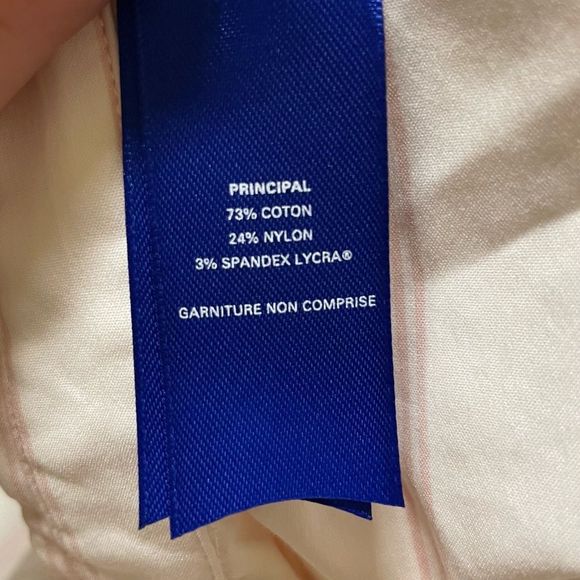 PRINCIPAL
73% COTON
24% NYLON
3% SPANDEX LYCRA®
GARNITURE NON COMPRISE